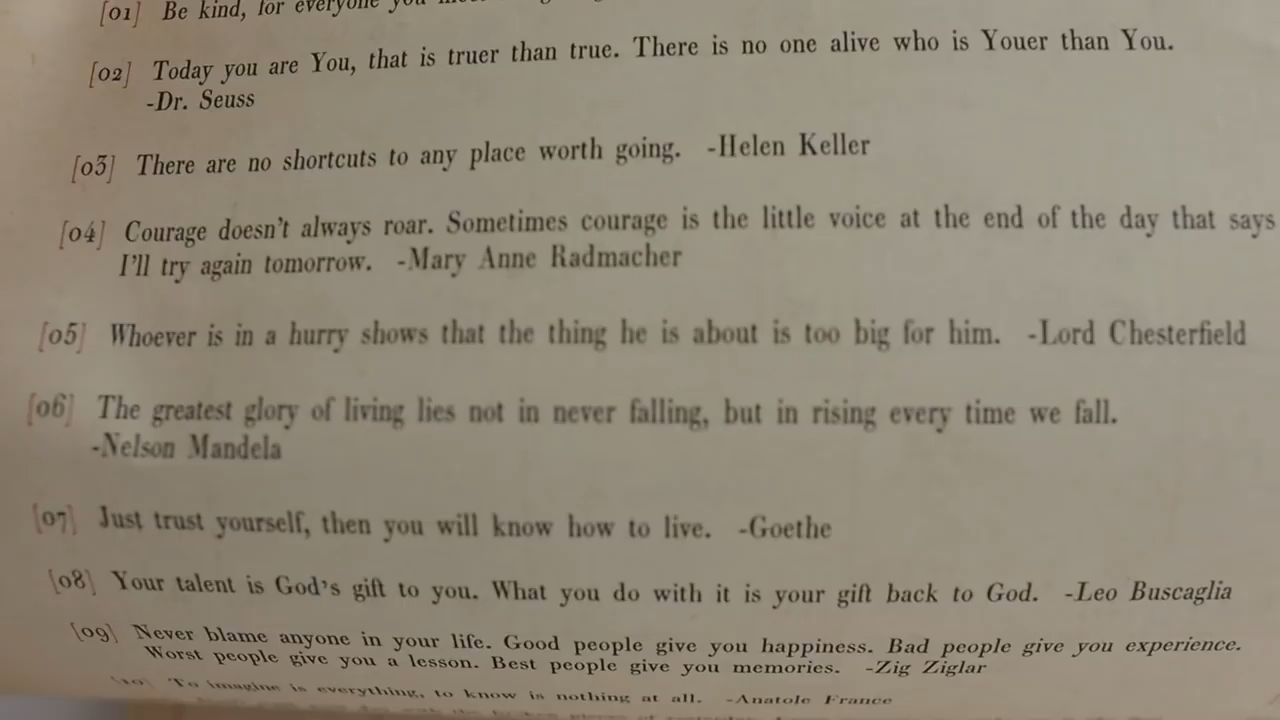 [01] Be kind, for everyone you
[02] Today you are You, that is truer than true. There is no one alive who is Youer than You.
-Dr. Seuss
[03] There are no shortcuts to any place worth going. -Helen Keller
[04] Courage doesn't always roar. Sometimes courage is the little voice at the end of the day that says
I'll try again tomorrow. -Mary Anne Radmacher
[05] Whoever is in a hurry shows that the thing he is about is too big for him. -Lord Chesterfield
[06] The greatest glory of living lies not in never falling, but in rising every time we fall.
-Nelson Mandela
[07] Just trust yourself, then you will know how to live. -Goethe
[08] Your talent is God's gift to you. What you do with it is your gift back to God. -Leo Buscaglia
[09] Never blame anyone in your life. Good people give you happiness. Bad people give you experience.
Worst people give you a lesson. Best people give you memories. -Zig Ziglar
[10] To imagine is everything, to know is nothing at all. -Anatole France